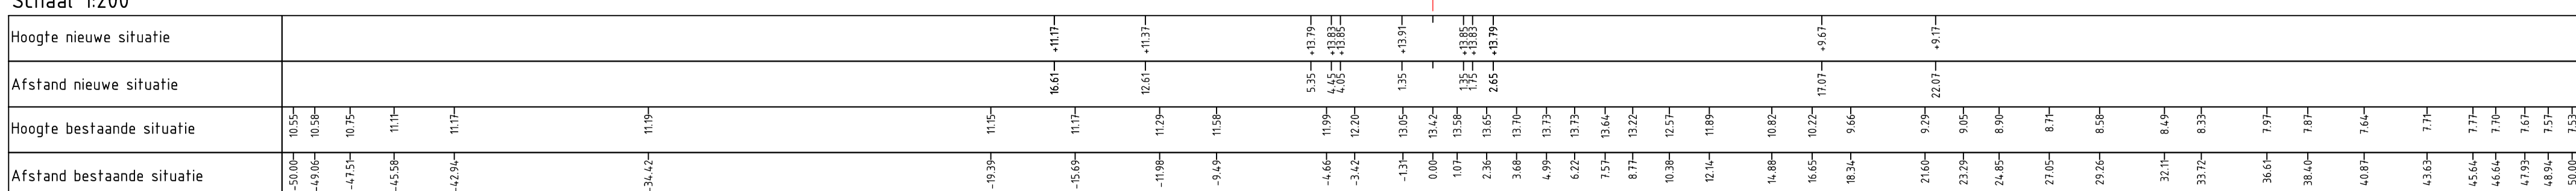 Schaal 1:200
Hoogte nieuwe situatie +11.17 +11.37 +13.79 +13.83 +13.85 +13.91 +13.85 +13.83 +13.79 +9.67 +9.17
Afstand nieuwe situatie 16.61 12.61 5.35 4.45 4.05 1.35 1.35 1.75 2.65 17.07 22.07
Hoogte bestaande situatie 10.55 10.58 10.75 11.11 11.17 11.19 11.15 11.17 11.29 11.58 11.99 12.20 13.05 13.42 13.58 13.65 13.70 13.73 13.73 13.64 13.22 12.57 11.89 10.82 10.22 9.66 9.29 9.05 8.90 8.71 8.58 8.49 8.33 7.97 7.87 7.64 7.71 7.77 7.70 7.67 7.57 7.53
Afstand bestaande situatie -50.00 -49.06 -47.51 -45.58 -42.94 -34.42 -19.39 -15.69 -11.98 -9.49 -4.66 -3.42 -1.31 0.00 1.07 2.36 3.68 4.99 6.22 7.57 8.77 10.38 12.14 14.88 16.65 18.34 21.60 23.29 24.85 27.05 29.26 32.11 33.72 36.61 38.40 40.87 43.63 45.64 46.64 47.93 48.94 50.00